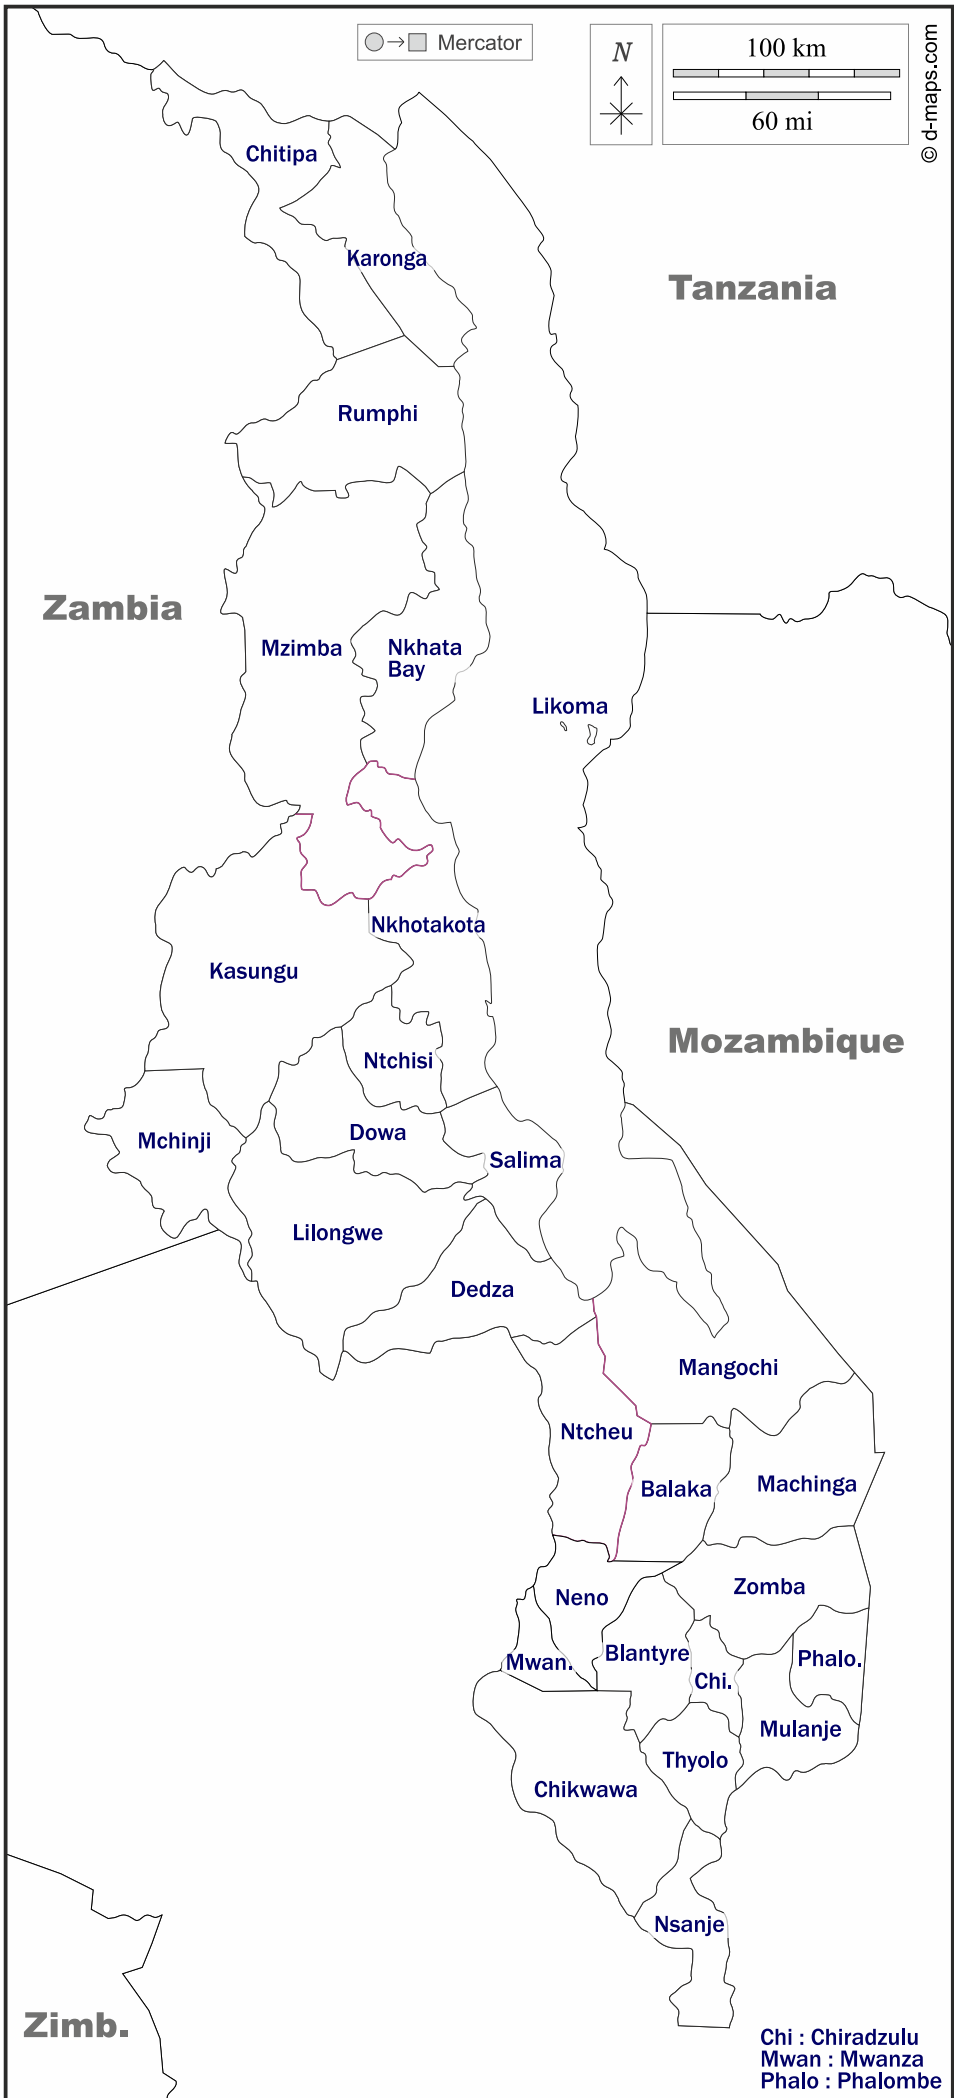 Mercator
N
100 km
60 mi
© d-maps.com
Chitipa
Karonga
Tanzania
Rumphi
Zambia
Mzimba
Nkhata
Bay
Likoma
Nkhotakota
Kasungu
Mozambique
Ntchisi
Mchinji
Dowa
Salima
Lilongwe
Dedza
Mangochi
Ntcheu
Balaka
Machinga
Neno
Zomba
Mwan.
Blantyre
Chi.
Phalo.
Mulanje
Thyolo
Chikwawa
Nsanje
Zimb.
Chi : Chiradzulu
Mwan : Mwanza
Phalo : Phalombe